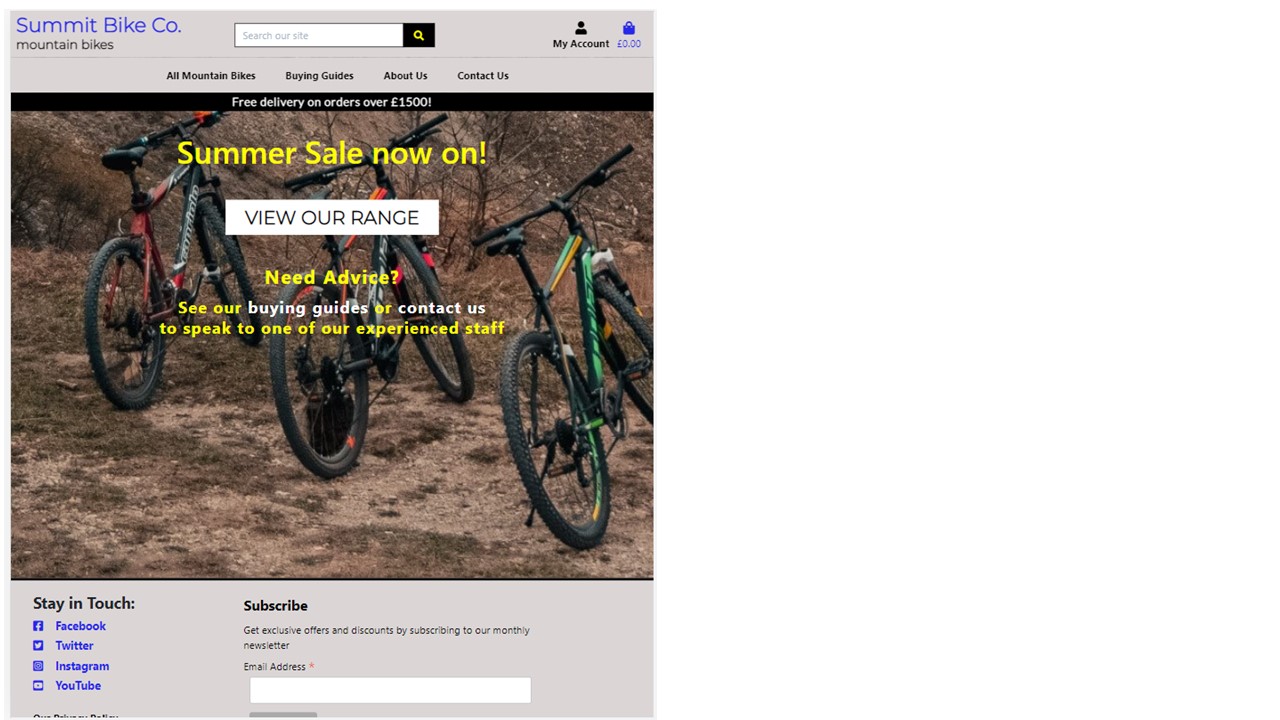 Summit Bike Co.
mountain bikes
Search our site
My Account
£0.00
All Mountain Bikes
Buying Guides
About Us
Contact Us
Free delivery on orders over £1500!
Summer Sale now on!
VIEW OUR RANGE
Need Advice?
See our buying guides or contact us
to speak to one of our experienced staff
Stay in Touch:
Facebook
Twitter
Instagram
YouTube
Our Privacy Policy
Subscribe
Get exclusive offers and discounts by subscribing to our monthly
newsletter
Email Address *